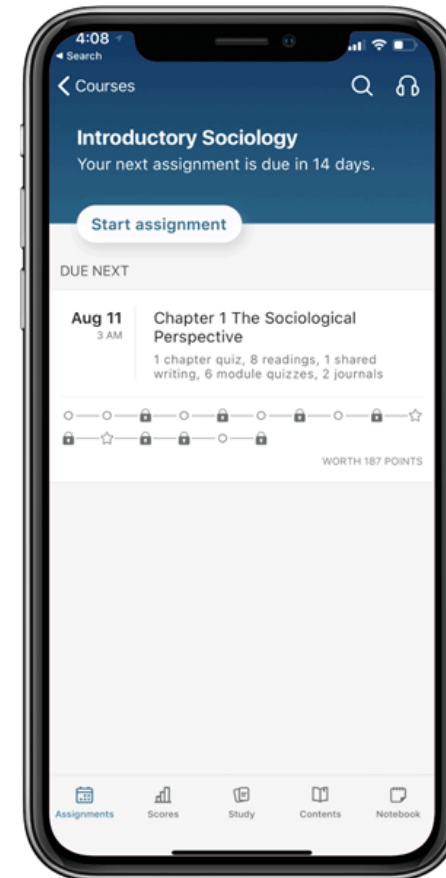 4:08
Search
Courses
Introductory Sociology
Your next assignment is due in 14 days.
Start assignment
DUE NEXT
Aug 11
3 AM
Chapter 1 The Sociological
Perspective
1 chapter quiz, 8 readings, 1 shared
writing, 6 module quizzes, 2 journals
WORTH 187 POINTS
Assignments
Scores
Study
Contents
Notebook